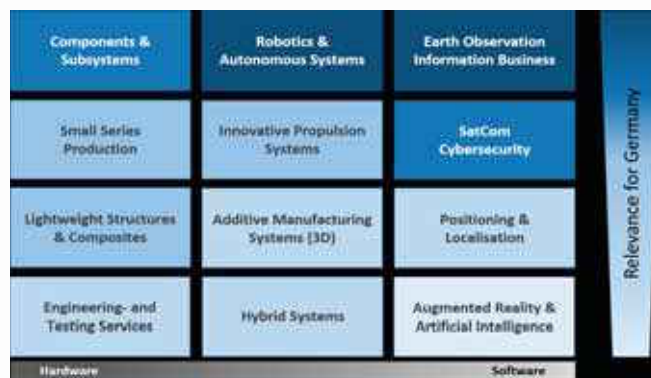 Components &
Subsystems
Robotics &
Autonomous Systems
Earth Observation
Information Business
Small Series
Production
Innovative Propulsion
Systems
SatCom
Cybersecurity
Lightweight Structures
& Composites
Additive Manufacturing
Systems (3D)
Positioning &
Localisation
Engineering- and
Testing Services
Hybrid Systems
Augmented Reality &
Artificial Intelligence
Relevance for Germany
Hardware
Software